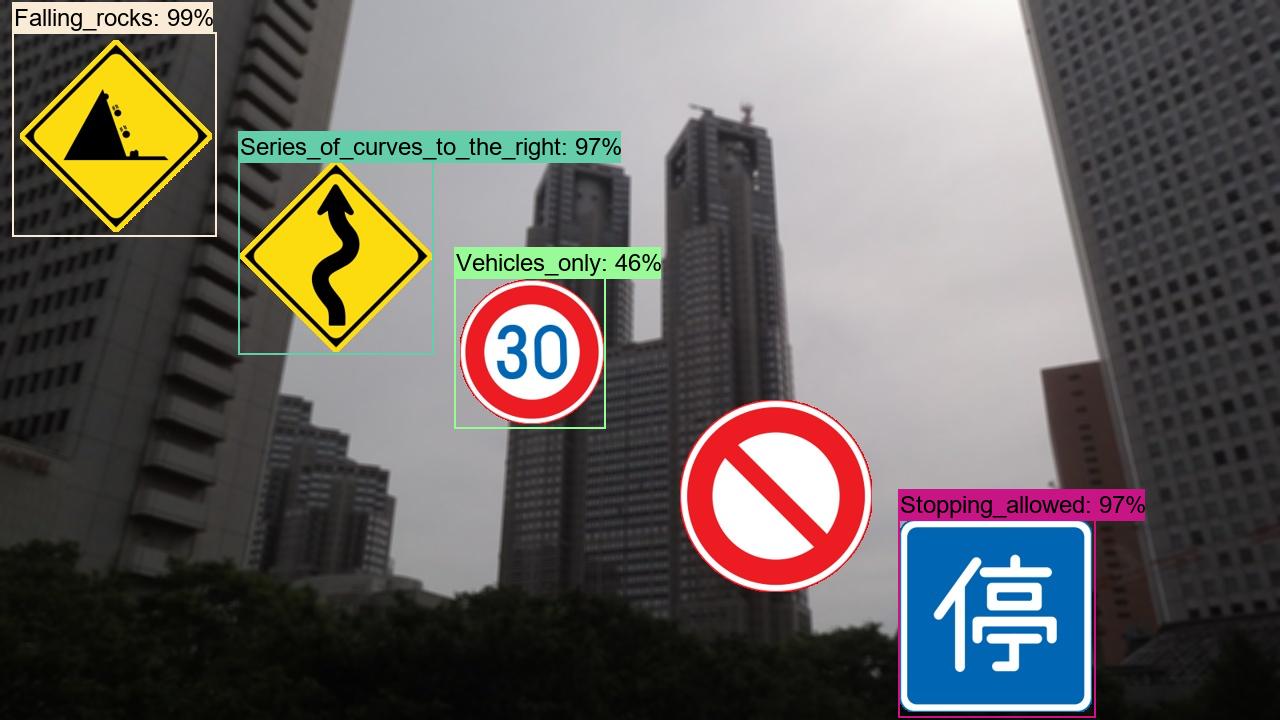 Falling_rocks: 99%
Series_of_curves_to_the_right: 97%
Vehicles_only: 46%
30
Stopping_allowed: 97%
停